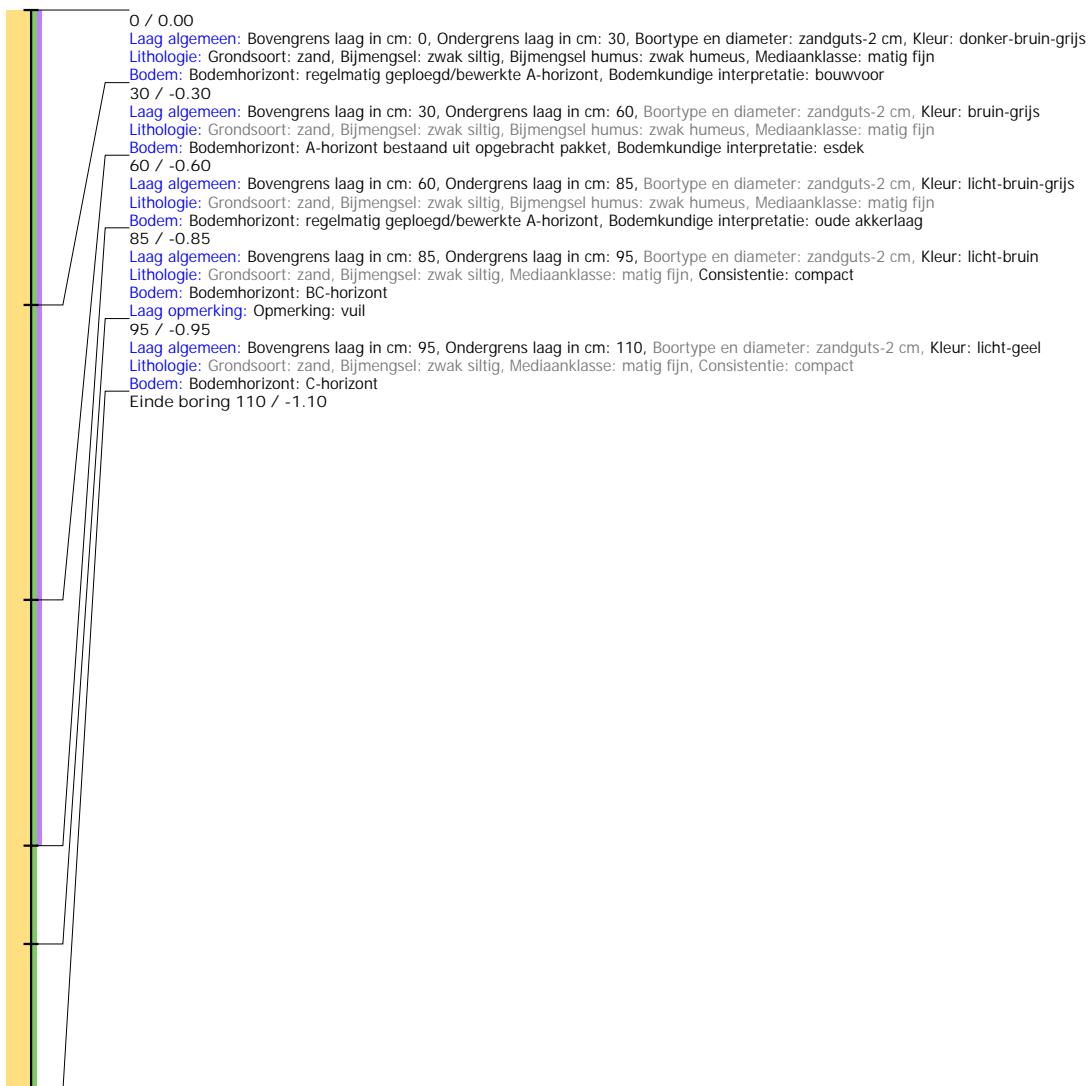 0 / 0.00
Laag algemeen: Bovengrens laag in cm: 0, Ondergrens laag in cm: 30, Boortype en diameter: zandguts-2 cm, Kleur: donker-bruin-grijs
Lithologie: Grondsoort: zand, Bijmengsel: zwak siltig, Bijmengsel humus: zwak humeus, Mediaanklasse: matig fijn
Bodem: Bodemhorizont: regelmatig geploegd/bewerkte A-horizont, Bodemkundige interpretatie: bouwvoor
30 / -0.30
Laag algemeen: Bovengrens laag in cm: 30, Ondergrens laag in cm: 60, Boortype en diameter: zandguts-2 cm, Kleur: bruin-grijs
Lithologie: Grondsoort: zand, Bijmengsel: zwak siltig, Bijmengsel humus: zwak humeus, Mediaanklasse: matig fijn
Bodem: Bodemhorizont: A-horizont bestaand uit opgebracht pakket, Bodemkundige interpretatie: esdek
60 / -0.60
Laag algemeen: Bovengrens laag in cm: 60, Ondergrens laag in cm: 85, Boortype en diameter: zandguts-2 cm, Kleur: licht-bruin-grijs
Lithologie: Grondsoort: zand, Bijmengsel: zwak siltig, Bijmengsel humus: zwak humeus, Mediaanklasse: matig fijn
Bodem: Bodemhorizont: regelmatig geploegd/bewerkte A-horizont, Bodemkundige interpretatie: oude akkerlaag
85 / -0.85
Laag algemeen: Bovengrens laag in cm: 85, Ondergrens laag in cm: 95, Boortype en diameter: zandguts-2 cm, Kleur: licht-bruin
Lithologie: Grondsoort: zand, Bijmengsel: zwak siltig, Mediaanklasse: matig fijn, Consistentie: compact
Bodem: Bodemhorizont: BC-horizont
Laag opmerking: Opmerking: vuil
95 / -0.95
Laag algemeen: Bovengrens laag in cm: 95, Ondergrens laag in cm: 110, Boortype en diameter: zandguts-2 cm, Kleur: licht-geel
Lithologie: Grondsoort: zand, Bijmengsel: zwak siltig, Mediaanklasse: matig fijn, Consistentie: compact
Bodem: Bodemhorizont: C-horizont
Einde boring 110 / -1.10